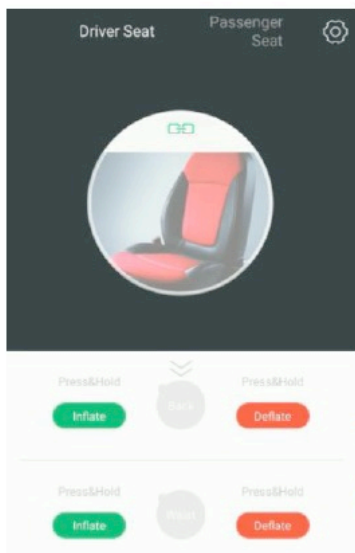 Driver Seat
Passenger
Seat
Press&Hold
Press&Hold
Inflate
Back
Deflate
Press&Hold
Press&Hold
Inflate
Waist
Deflate